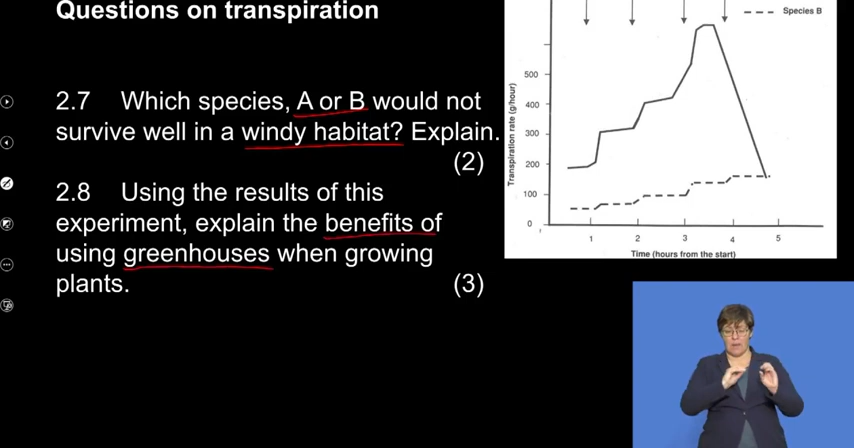 Questions on transpiration
2.7 Which species, A or B would not
survive well in a windy habitat? Explain.
(2)
2.8 Using the results of this
experiment, explain the benefits of
using greenhouses when growing
plants. (3)
Species B
Transpiration rate (g/hour)
500
400
300
200
100
0
1 2 3 4 5
Time (hours from the start)